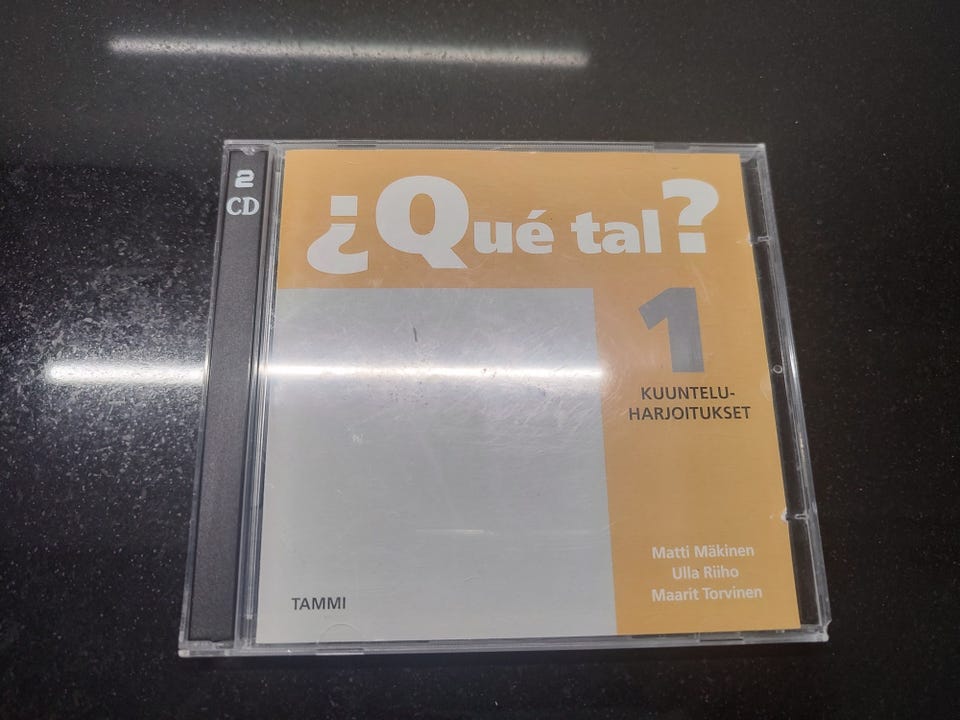 2
CD
¿Qué tal?
1
KUUNTELU-
HARJOITUKSET
Matti Mäkinen
Ulla Riiho
Maarit Torvinen
TAMMI